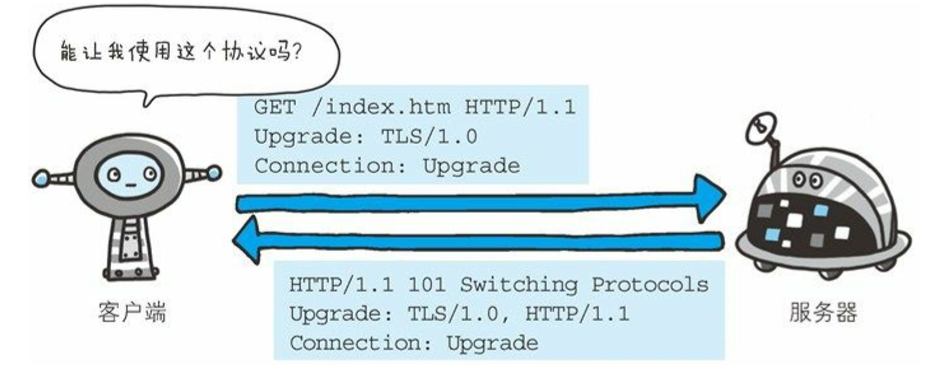 能让我使用这个协议吗?
GET /index.htm HTTP/1.1
Upgrade: TLS/1.0
Connection: Upgrade
HTTP/1.1 101 Switching Protocols
Upgrade: TLS/1.0, HTTP/1.1
Connection: Upgrade
客户端
服务器